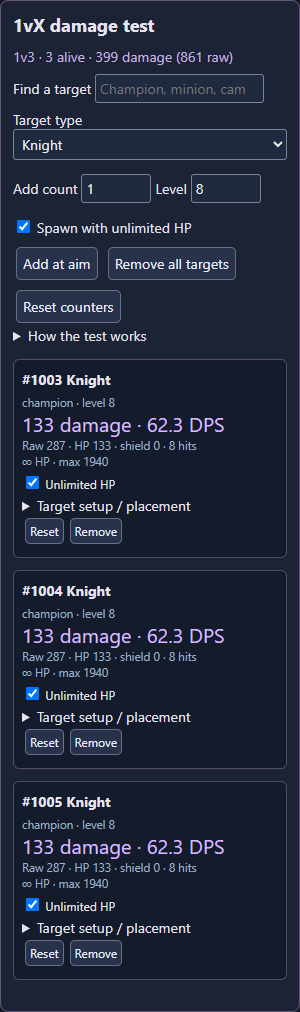 1vX damage test
1v3 · 3 alive · 399 damage (861 raw)
Find a target Champion, minion, cam
Target type
Knight
Add count 1 Level 8
Spawn with unlimited HP
Add at aim Remove all targets
Reset counters
▶ How the test works
#1003 Knight
champion · level 8
133 damage · 62.3 DPS
Raw 287 · HP 133 · shield 0 · 8 hits
∞ HP · max 1940
Unlimited HP
▶ Target setup / placement
Reset Remove
#1004 Knight
champion · level 8
133 damage · 62.3 DPS
Raw 287 · HP 133 · shield 0 · 8 hits
∞ HP · max 1940
Unlimited HP
▶ Target setup / placement
Reset Remove
#1005 Knight
champion · level 8
133 damage · 62.3 DPS
Raw 287 · HP 133 · shield 0 · 8 hits
∞ HP · max 1940
Unlimited HP
▶ Target setup / placement
Reset Remove